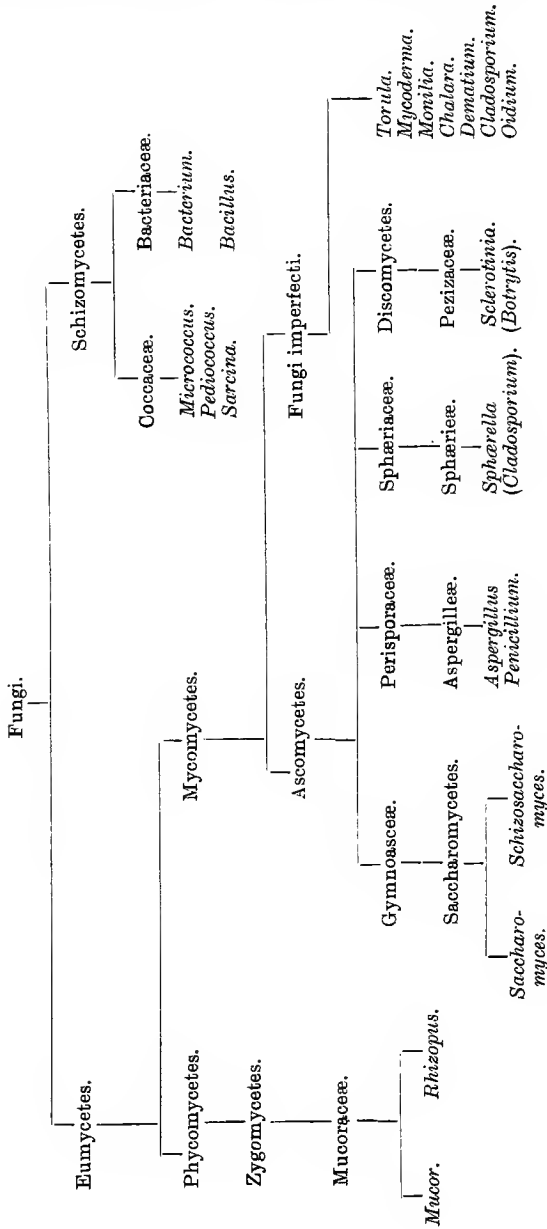 Fungi.
Eumycetes.
Schizomycetes.
Phycomycetes.
Mycomycetes.
Coccaceæ.
Bacteriaceæ.
Zygomycetes.
Micrococcus.
Pediococcus.
Sarcina.
Bacterium.
Bacillus.
Mucoraceæ.
Ascomycetes.
Fungi imperfecti.
Mucor.
Rhizopus.
Gymnoasceæ.
Perisporaceæ.
Sphæriaceæ.
Discomycetes.
Torula.
Mycoderma.
Monilia.
Chalara.
Dematium.
Cladosporium.
Oidium.
Saccharomycetes.
Aspergilleæ.
Sphærieæ.
Pezizaceæ.
Saccharo-
myces.
Schizosaccharo-
myces.
Aspergillus
Penicillium.
Sphærella
(Cladosporium).
Sclerotinia.
(Botrytis).